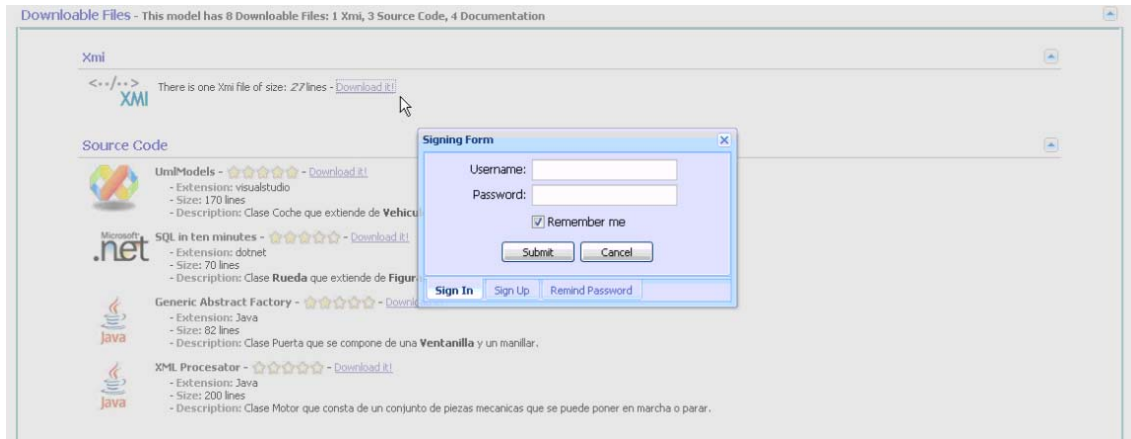 Downloable Files - This model has 8 Downloable Files: 1 Xmi, 3 Source Code, 4 Documentation
Xmi
<--/-->
XMI
There is one Xmi file of size: 27 lines - Download it!
Source Code
Signing Form
Username:
Password:
Remember me
Submit Cancel
Sign In Sign Up Remind Password
UmlModels - Download it!
- Extension: visualstudio
- Size: 170 lines
- Description: Clase Coche que extiende de
Microsoft
.net
SQL in ten minutes - Download it!
- Extension: dotnet
- Size: 70 lines
- Description: Clase Rueda que extiende de
Java
Generic Abstract Factory -
- Extension: Java
- Size: 82 lines
- Description: Clase Puerta que se compone de una Ventanilla y un manillar.
Java
XML Procesator - Download it!
- Extension: Java
- Size: 200 lines
- Description: Clase Motor que consta de un conjunto de piezas mecanicas que se puede poner en marcha o parar.